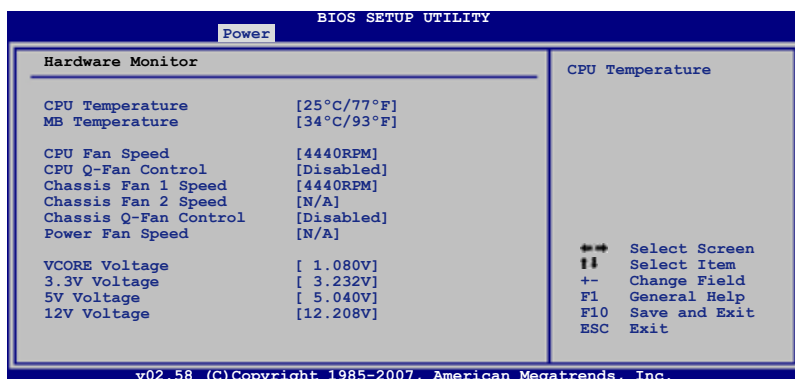 BIOS SETUP UTILITY
Power
Hardware Monitor
CPU Temperature [25°C/77°F]
MB Temperature [34°C/93°F]
CPU Fan Speed [4440RPM]
CPU Q-Fan Control [Disabled]
Chassis Fan 1 Speed [4440RPM]
Chassis Fan 2 Speed [N/A]
Chassis Q-Fan Control [Disabled]
Power Fan Speed [N/A]
VCORE Voltage [ 1.080V]
3.3V Voltage [ 3.232V]
5V Voltage [ 5.040V]
12V Voltage [12.208V]
CPU Temperature
Select Screen
Select Item
+- Change Field
F1 General Help
F10 Save and Exit
ESC Exit
v02.58 (C)Copyright 1985-2007, American Megatrends, Inc.